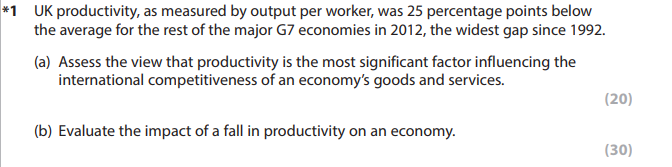 *1 UK productivity, as measured by output per worker, was 25 percentage points below
the average for the rest of the major G7 economies in 2012, the widest gap since 1992.
(a) Assess the view that productivity is the most significant factor influencing the
international competitiveness of an economy's goods and services.
(20)
(b) Evaluate the impact of a fall in productivity on an economy.
(30)